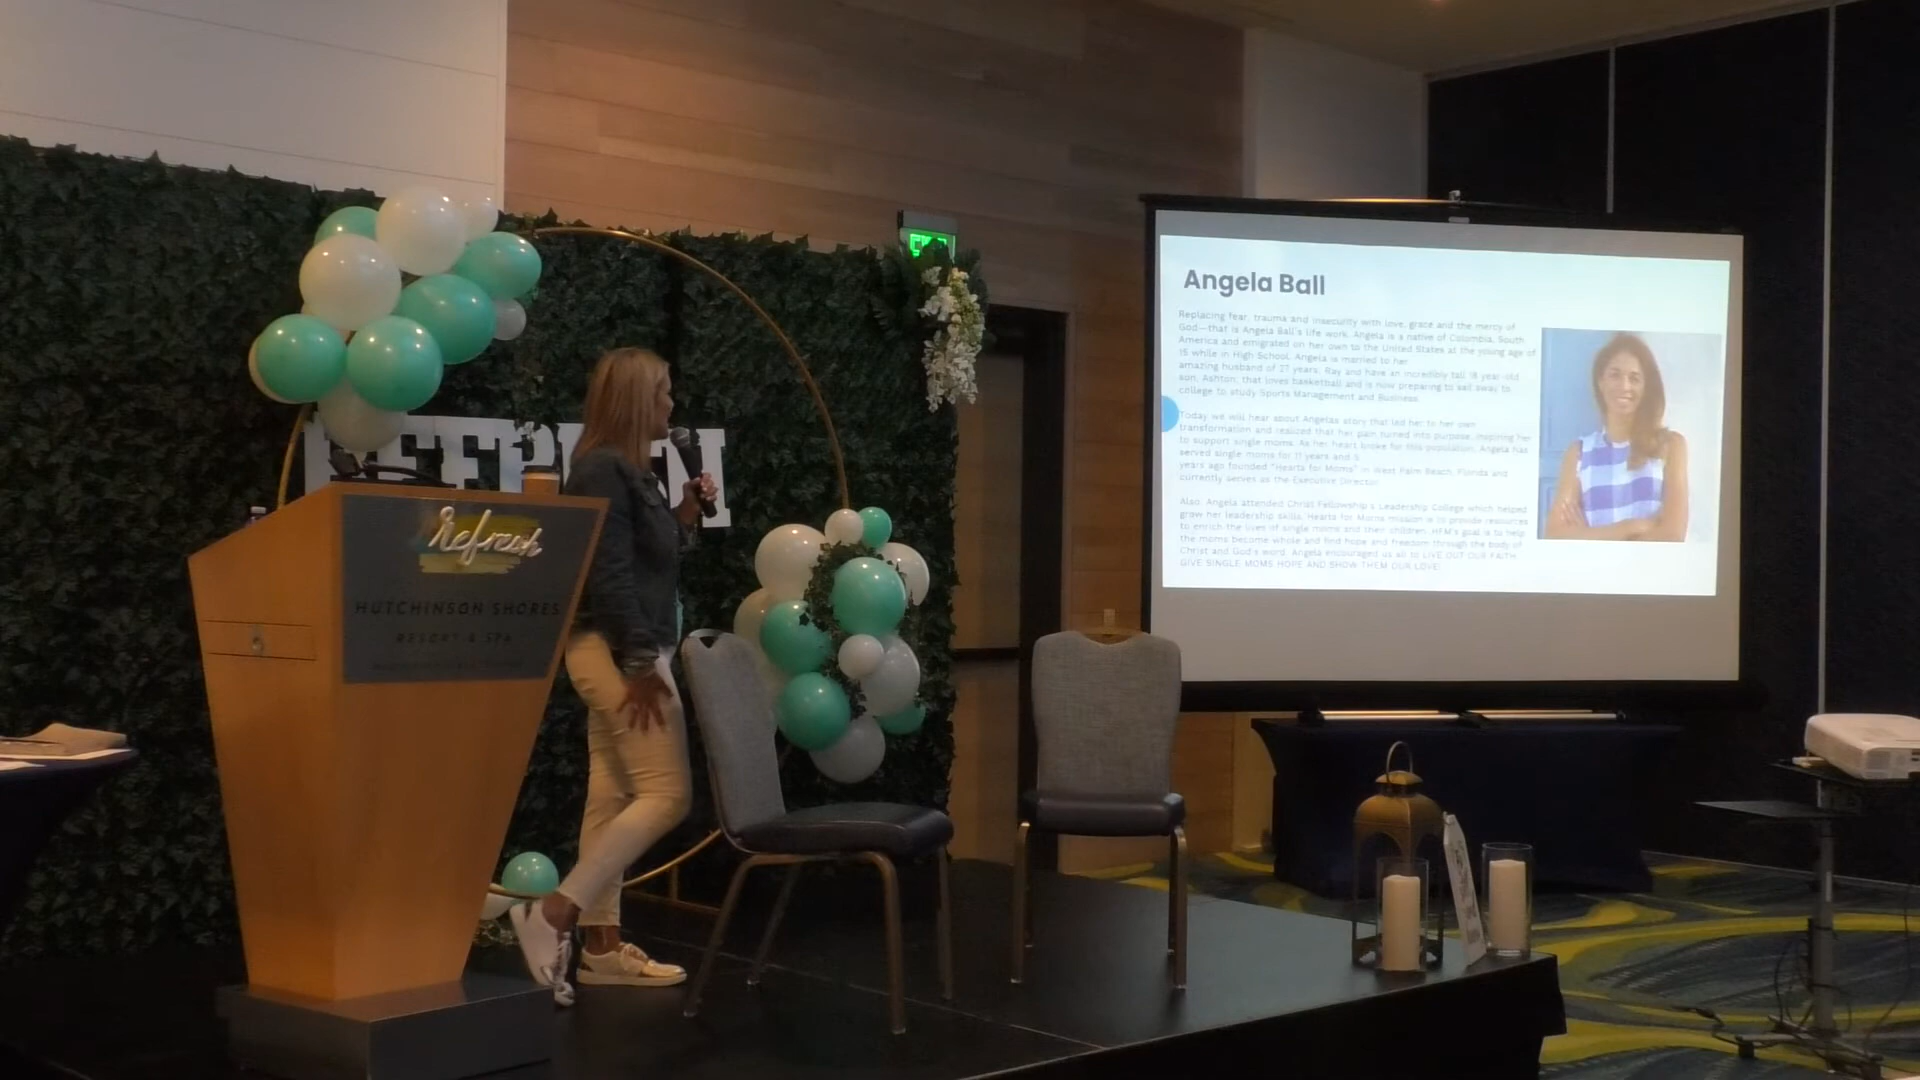 EXIT
Angela Ball
Replacing fear, trauma and insecurity with love, grace and the mercy of
God—that is Angela Ball's life work. Angela is a native of Colombia, South
America and emigrated on her own to the United States at the young age of
15 while in High School. Angela is married to her
amazing husband of 27 years, Ray and have an incredibly tall 18 year old
son, Ashton, that loves basketball and is now preparing to sail away to
college to study Sports Management and Business.
Today we will hear about Angelas story that led her to her own
transformation and realized that her pain turned into purpose, inspiring her
to support single moms. As her heart broke for this population, Angela has
served single moms for 11 years and 5
years ago founded "Hearts for Moms" in West Palm Beach, Florida and
currently serves as the Executive Director.
Also, Angela attended Christ Fellowship's Leadership College which helped
grow her leadership skills. Hearts for Moms mission is to provide resources
to enrich the lives of single moms and their children. HFM's goal is to help
the moms become whole and find hope and freedom through the body of
Christ and God's word. Angela encouraged us all to LIVE OUT OUR FAITH,
GIVE SINGLE MOMS HOPE AND SHOW THEM OUR LOVE!
Refresh
HUTCHINSON SHORES
RESORT & SPA